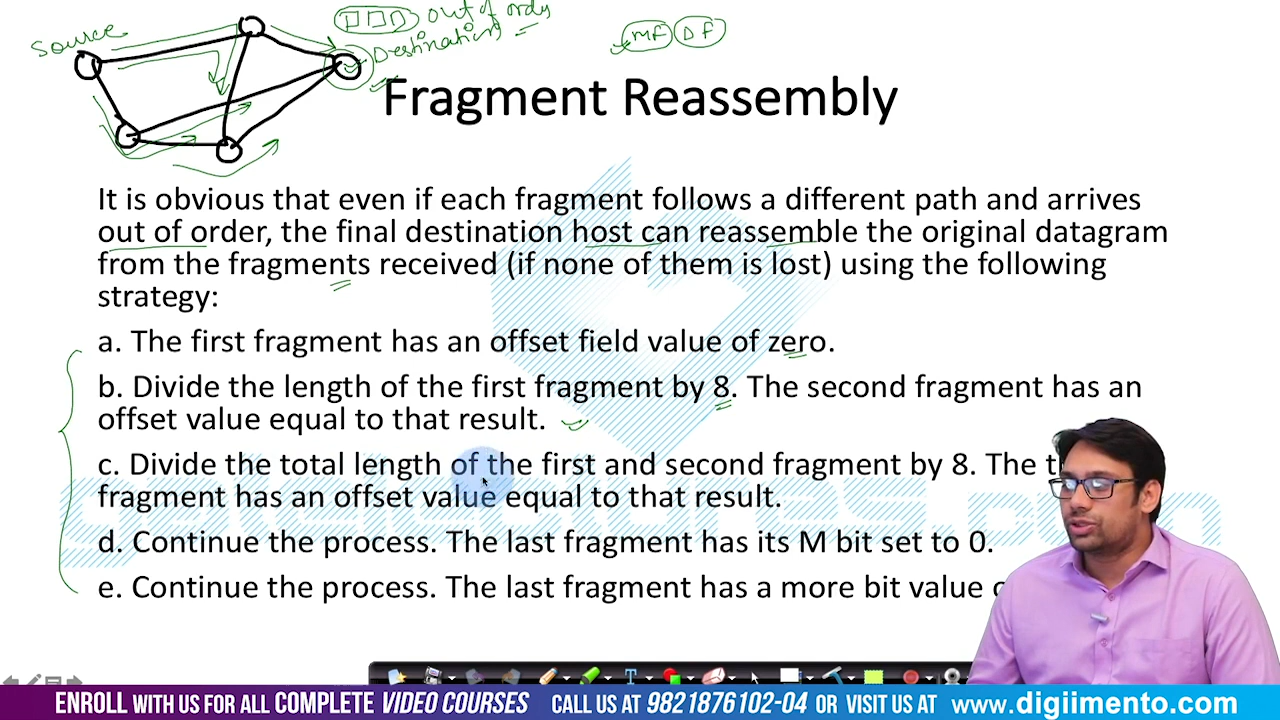 source
out of order
Destination
MF DF
Fragment Reassembly
It is obvious that even if each fragment follows a different path and arrives
out of order, the final destination host can reassemble the original datagram
from the fragments received (if none of them is lost) using the following
strategy:
a. The first fragment has an offset field value of zero.
b. Divide the length of the first fragment by 8. The second fragment has an
offset value equal to that result.
c. Divide the total length of the first and second fragment by 8. The
fragment has an offset value equal to that result.
d. Continue the process. The last fragment has its M bit set to 0.
e. Continue the process. The last fragment has a more bit value
ENROLL WITH US FOR ALL COMPLETE VIDEO COURSES CALL US AT 9821876102-04 OR VISIT US AT www.digiimento.com